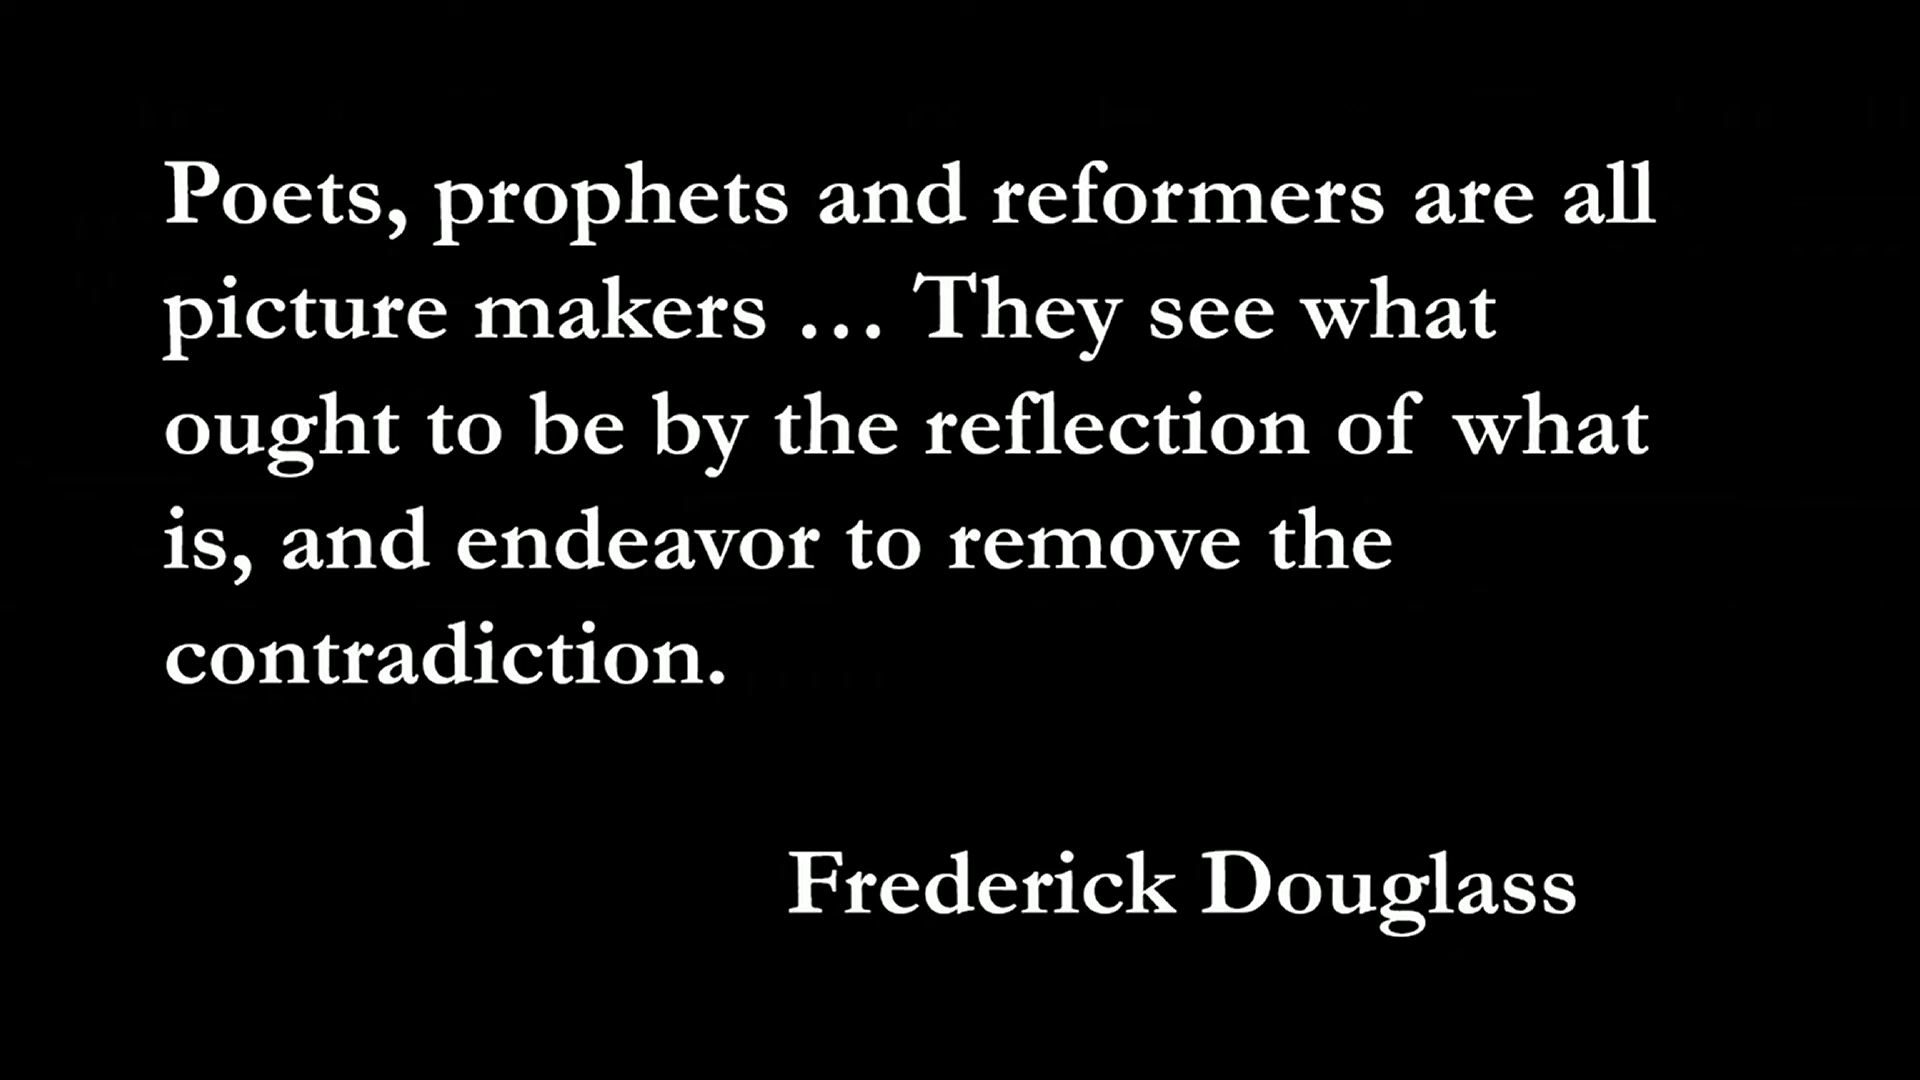 Poets, prophets and reformers are all
picture makers … They see what
ought to be by the reflection of what
is, and endeavor to remove the
contradiction.
Frederick Douglass